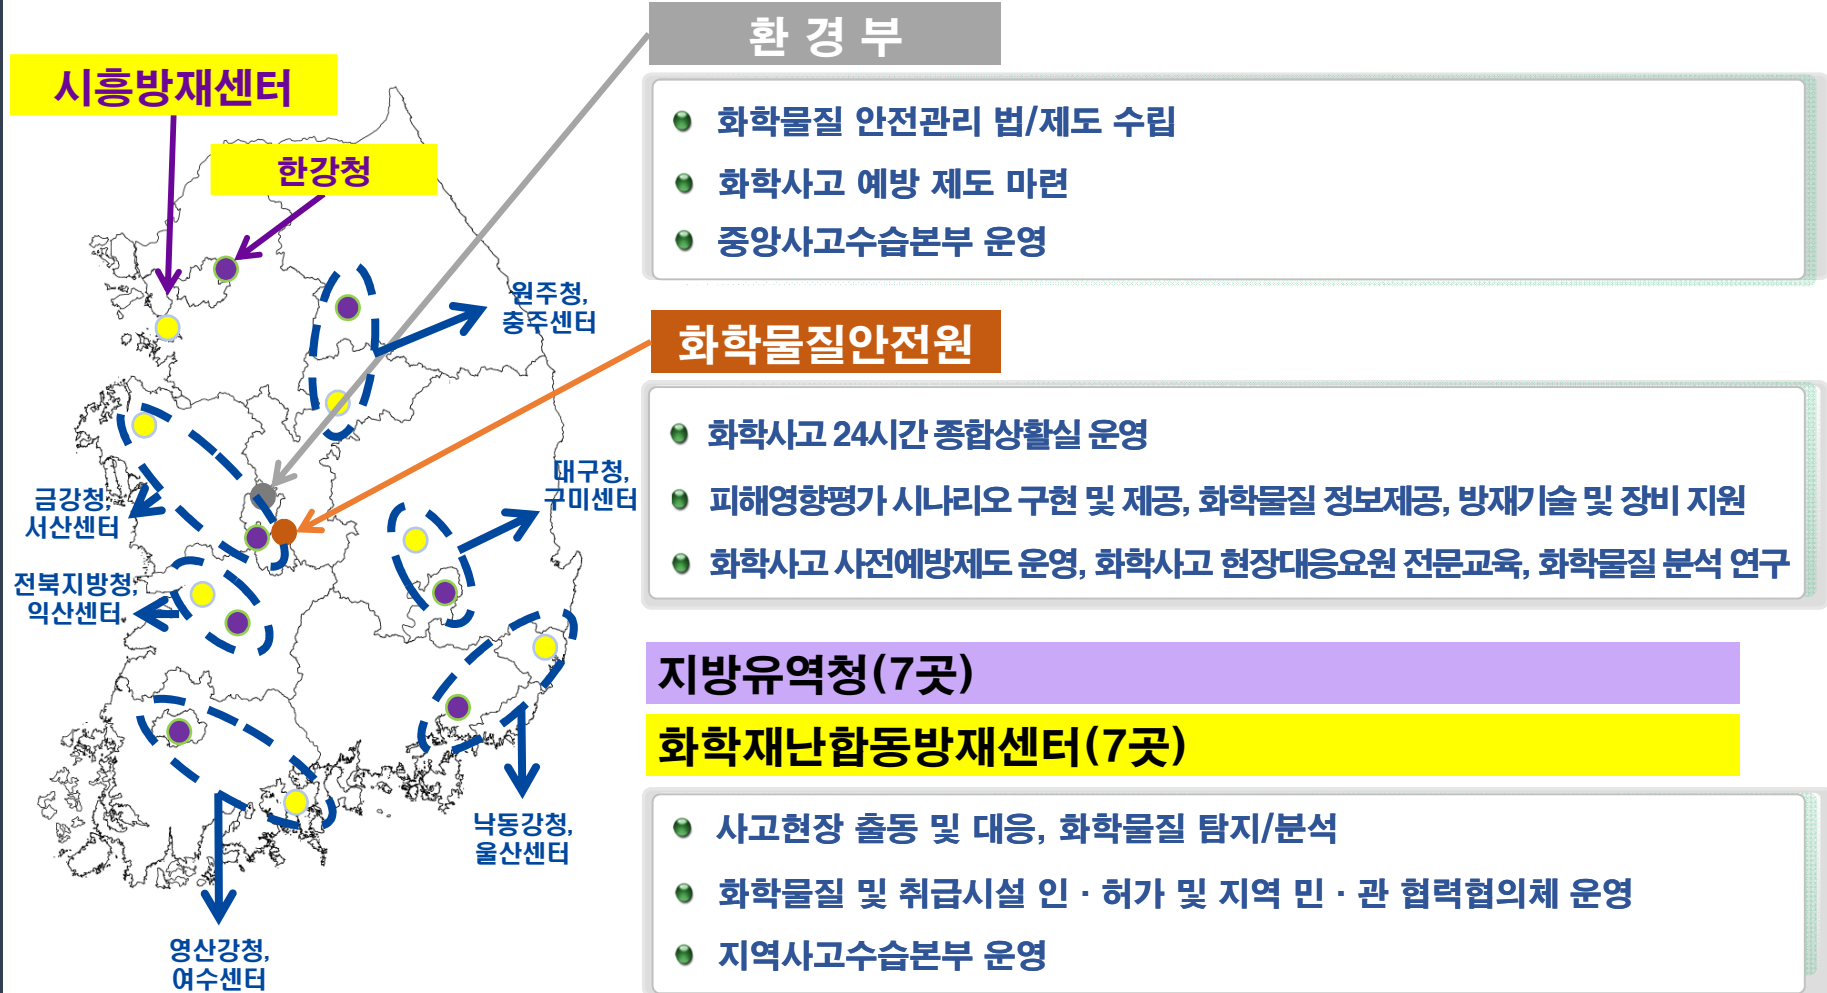 시흥방재센터
한강청
원주청,
충주센터
대구청,
구미센터
금강청,
서산센터
전북지방청,
익산센터
낙동강청,
울산센터
영산강청,
여수센터
환 경 부
화학물질 안전관리 법/제도 수립
화학사고 예방 제도 마련
중앙사고수습본부 운영
화학물질안전원
화학사고 24시간 종합상황실 운영
피해영향평가 시나리오 구현 및 제공, 화학물질 정보제공, 방재기술 및 장비 지원
화학사고 사전예방제도 운영, 화학사고 현장대응요원 전문교육, 화학물질 분석 연구
지방유역청(7곳)
화학재난합동방재센터(7곳)
사고현장 출동 및 대응, 화학물질 탐지/분석
화학물질 및 취급시설 인 · 허가 및 지역 민 · 관 협력협의체 운영
지역사고수습본부 운영